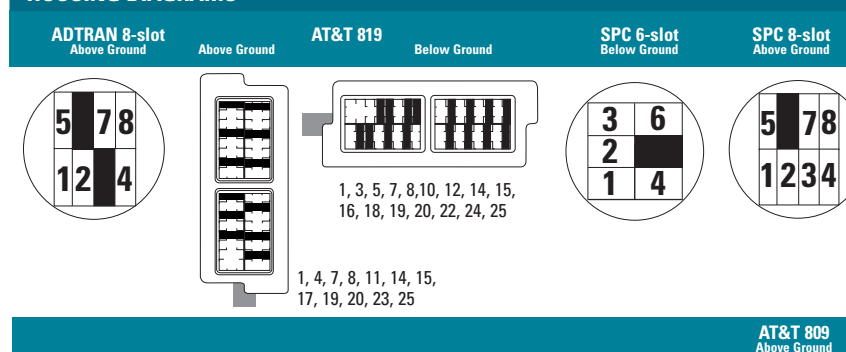 ADTRAN 8-slot
Above Ground
AT&T 819
Above Ground
Below Ground
SPC 6-slot
Below Ground
SPC 8-slot
Above Ground
5 7 8
1 2 4
1, 3, 5, 7, 8,10, 12, 14, 15,
16, 18, 19, 20, 22, 24, 25
1, 4, 7, 8, 11, 14, 15,
17, 19, 20, 23, 25
3 6
2
1 4
5 7 8
1 2 3 4
AT&T 809
Above Ground